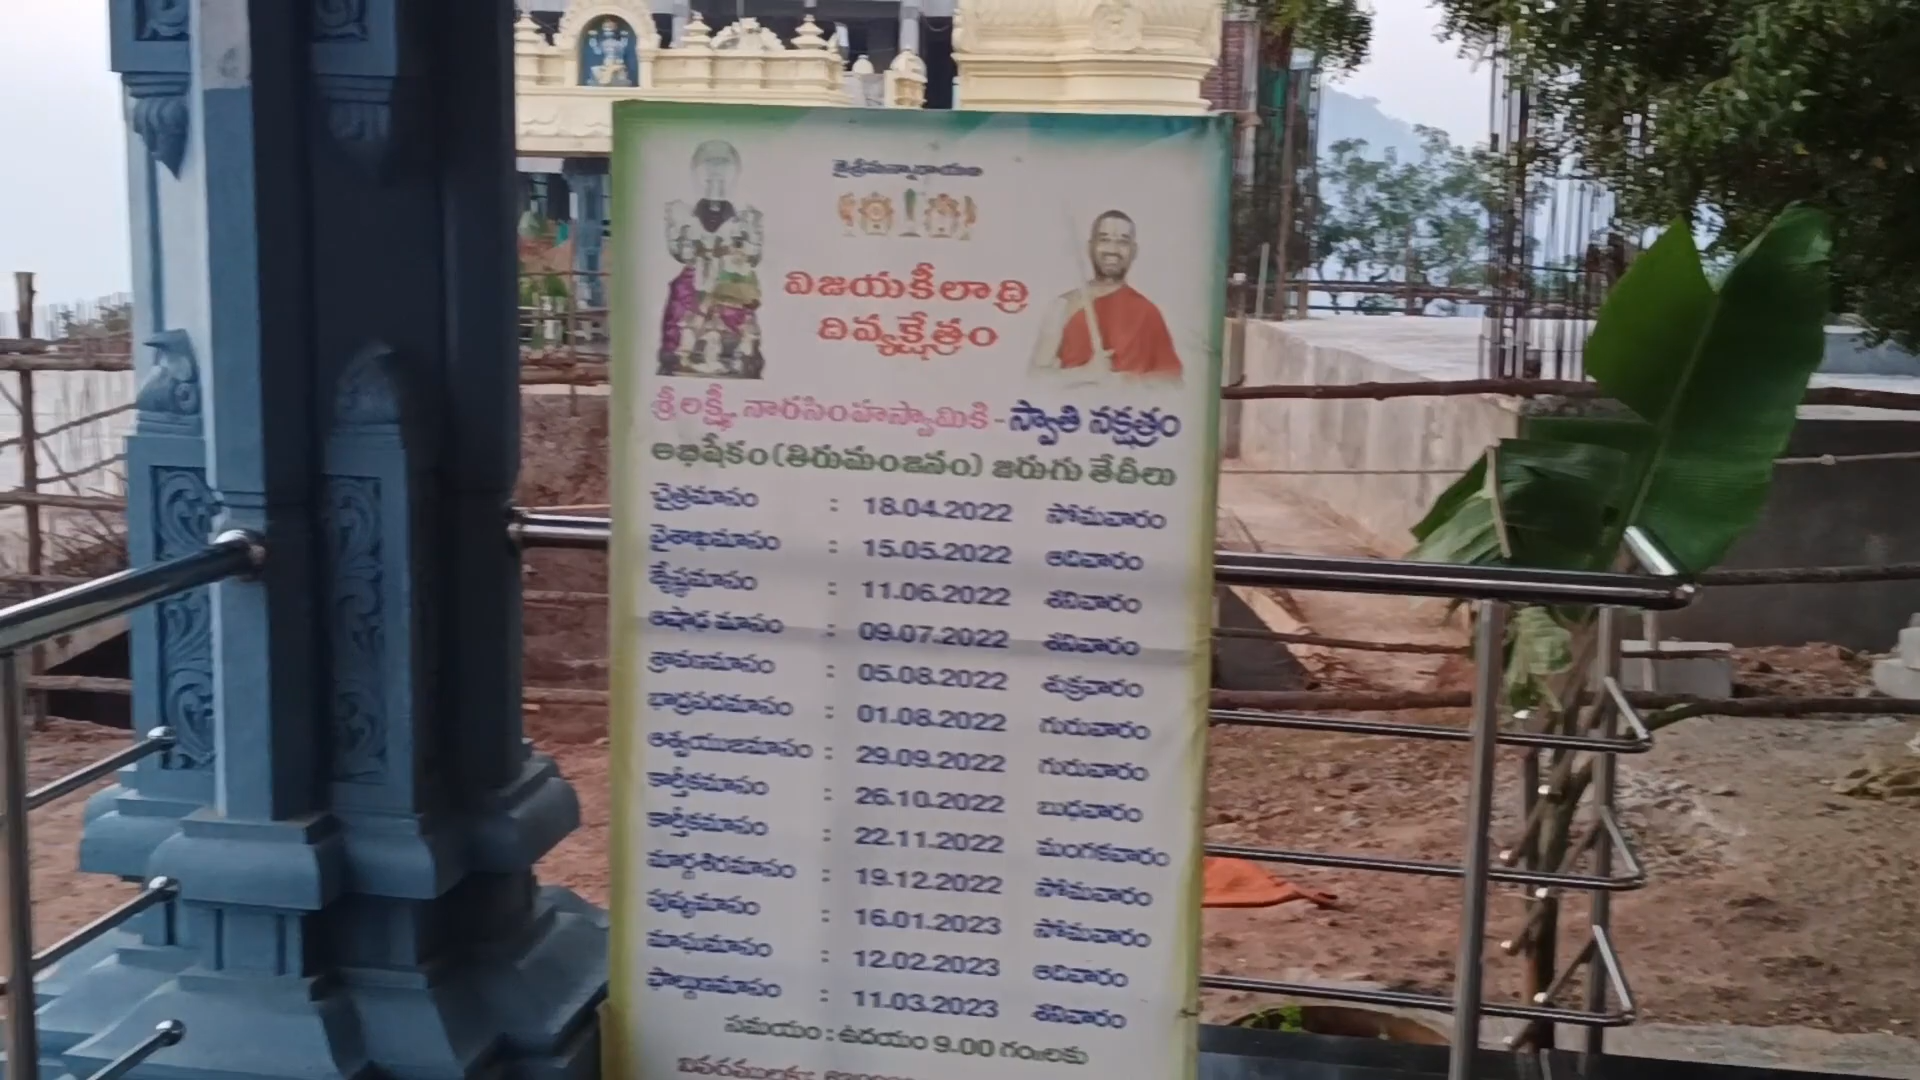 జైశ్రీమన్నారాయణ
విజయకీలాద్రి
దివ్యక్షేత్రం
శ్రీ లక్ష్మీ నారసింహస్వామికి - స్వాతి నక్షత్రం
అభిషేకం (తిరుమంజనం) జరుగు తేదీలు
చైత్రమాసం : 18.04.2022 సోమవారం
వైశాఖమాసం : 15.05.2022 ఆదివారం
జ్యేష్ఠమాసం : 11.06.2022 శనివారం
ఆషాఢ మాసం : 09.07.2022 శనివారం
శ్రావణమాసం : 05.08.2022 శుక్రవారం
భాద్రపదమాసం : 01.08.2022 గురువారం
ఆశ్వయుజమాసం : 29.09.2022 గురువారం
కార్తీకమాసం : 26.10.2022 బుధవారం
కార్తీకమాసం : 22.11.2022 మంగళవారం
మార్గశిరమాసం : 19.12.2022 సోమవారం
పుష్యమాసం : 16.01.2023 సోమవారం
మాఘమాసం : 12.02.2023 ఆదివారం
ఫాల్గుణమాసం : 11.03.2023 శనివారం
సమయం : ఉదయం 9.00 గం॥లకు